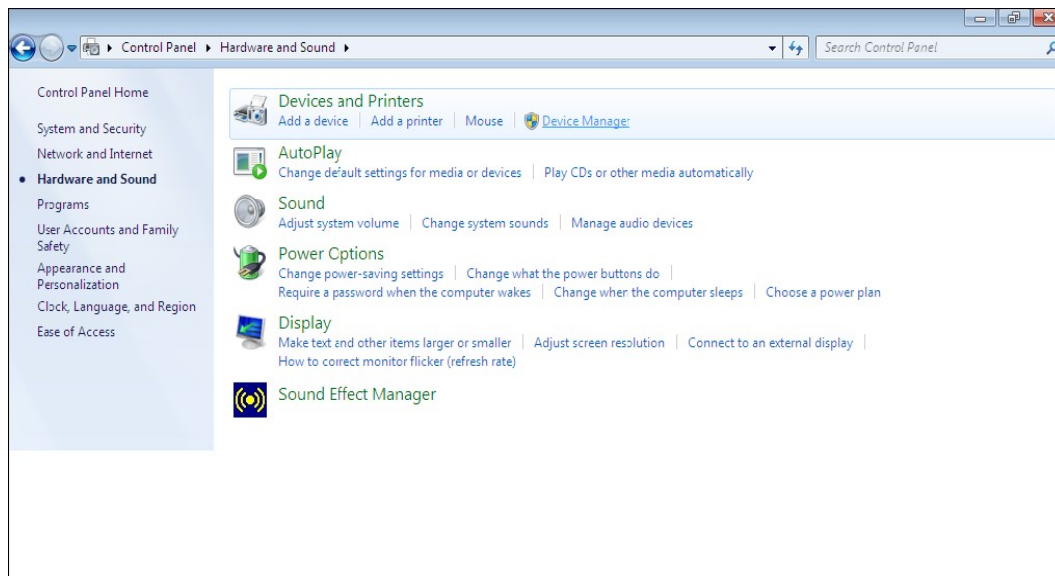 Control Panel Hardware and Sound
Search Control Panel
Control Panel Home
System and Security
Network and Internet
Hardware and Sound
Programs
User Accounts and Family
Safety
Appearance and
Personalization
Clock, Language, and Region
Ease of Access
Devices and Printers
Add a device Add a printer Mouse Device Manager
AutoPlay
Change default settings for media or devices Play CDs or other media automatically
Sound
Adjust system volume Change system sounds Manage audio devices
Power Options
Change power-saving settings Change what the power buttons do
Require a password when the computer wakes Change when the computer sleeps Choose a power plan
Display
Make text and other items larger or smaller Adjust screen resolution Connect to an external display
How to correct monitor flicker (refresh rate)
Sound Effect Manager